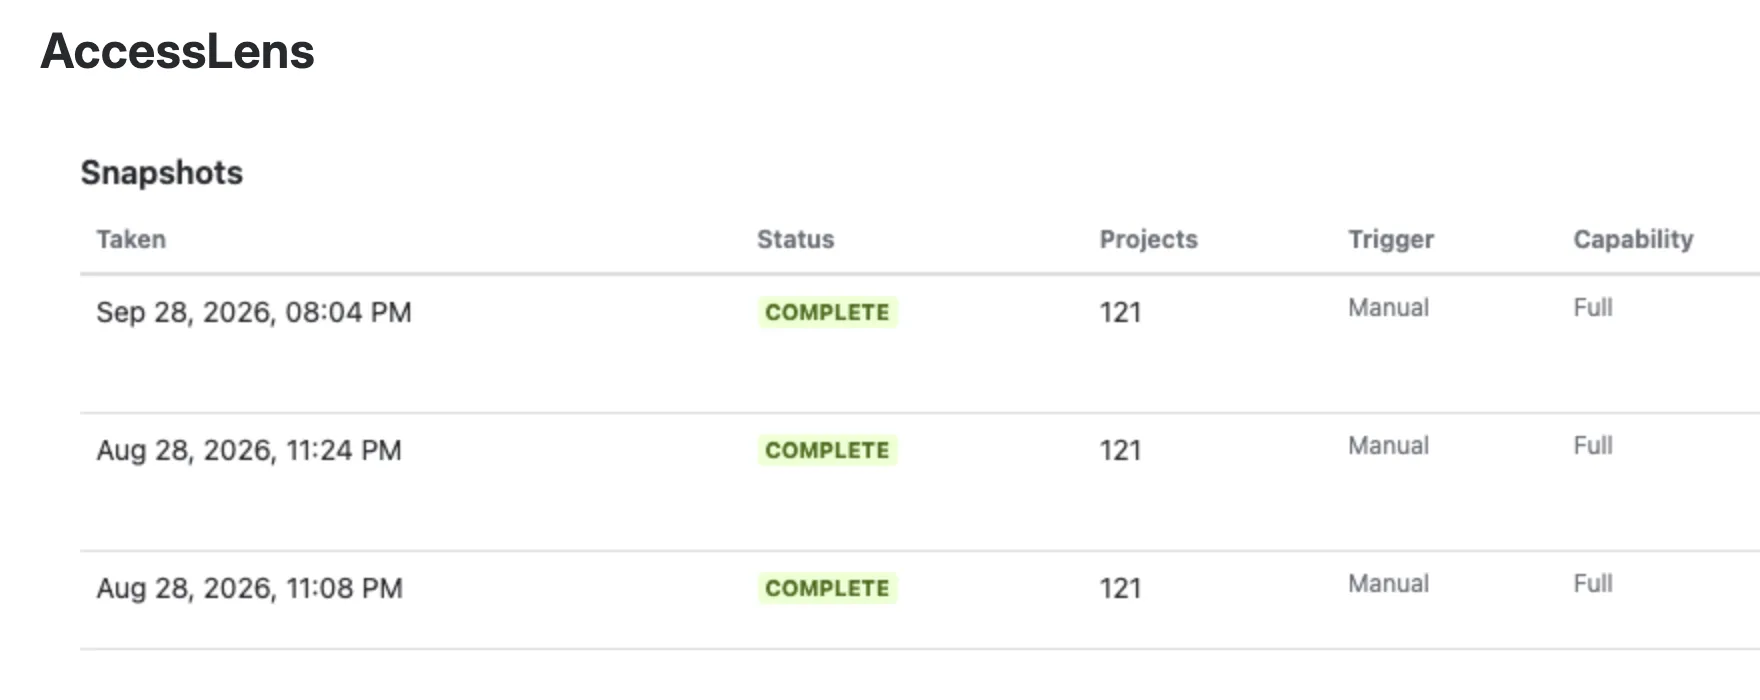 AccessLens
Snapshots
Taken Status Projects Trigger Capability
Sep 28, 2026, 08:04 PM COMPLETE 121 Manual Full
Aug 28, 2026, 11:24 PM COMPLETE 121 Manual Full
Aug 28, 2026, 11:08 PM COMPLETE 121 Manual Full